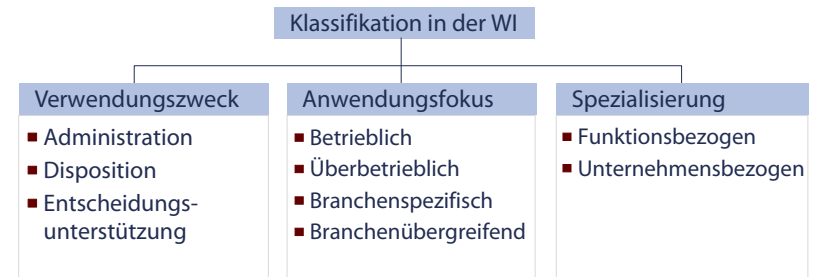 Klassifikation in der WI
Verwendungszweck
Administration
Disposition
Entscheidungs-
unterstützung
Anwendungsfokus
Betrieblich
Überbetrieblich
Branchenspezifisch
Branchenübergreifend
Spezialisierung
Funktionsbezogen
Unternehmensbezogen